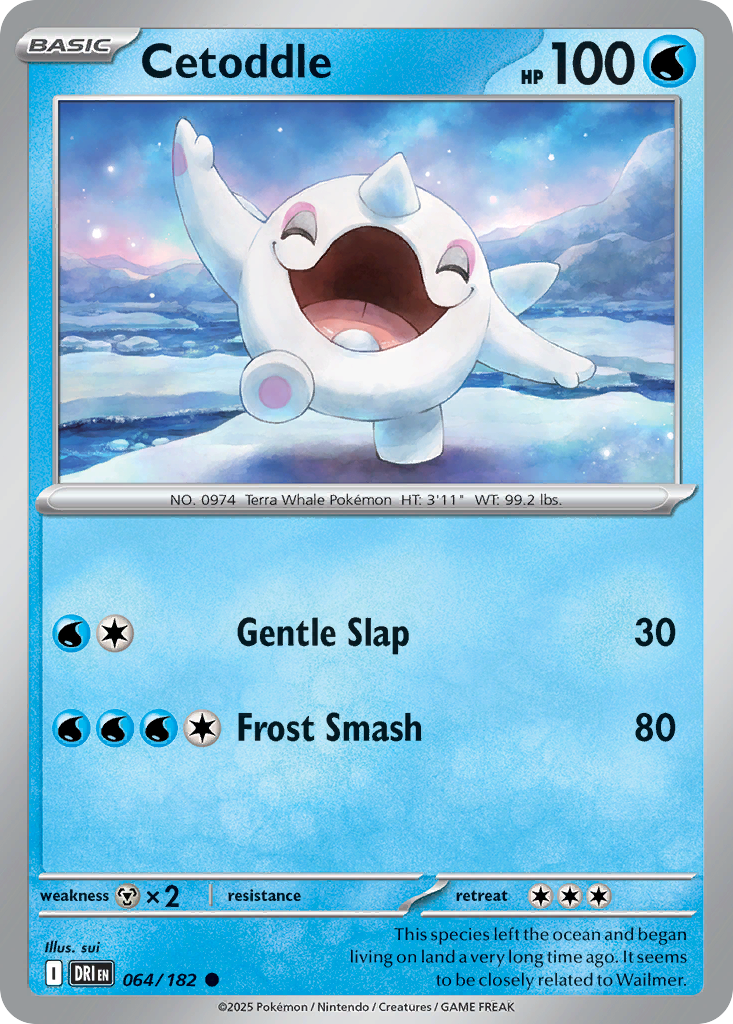 BASIC
Cetoddle
HP 100
NO. 0974 Terra Whale Pokémon HT: 3'11" WT: 99.2 lbs.
Gentle Slap 30
Frost Smash 80
weakness ×2 resistance retreat
Illus. sui
I DRI EN 064/182
This species left the ocean and began
living on land a very long time ago. It seems
to be closely related to Wailmer.
©2025 Pokémon / Nintendo / Creatures / GAME FREAK